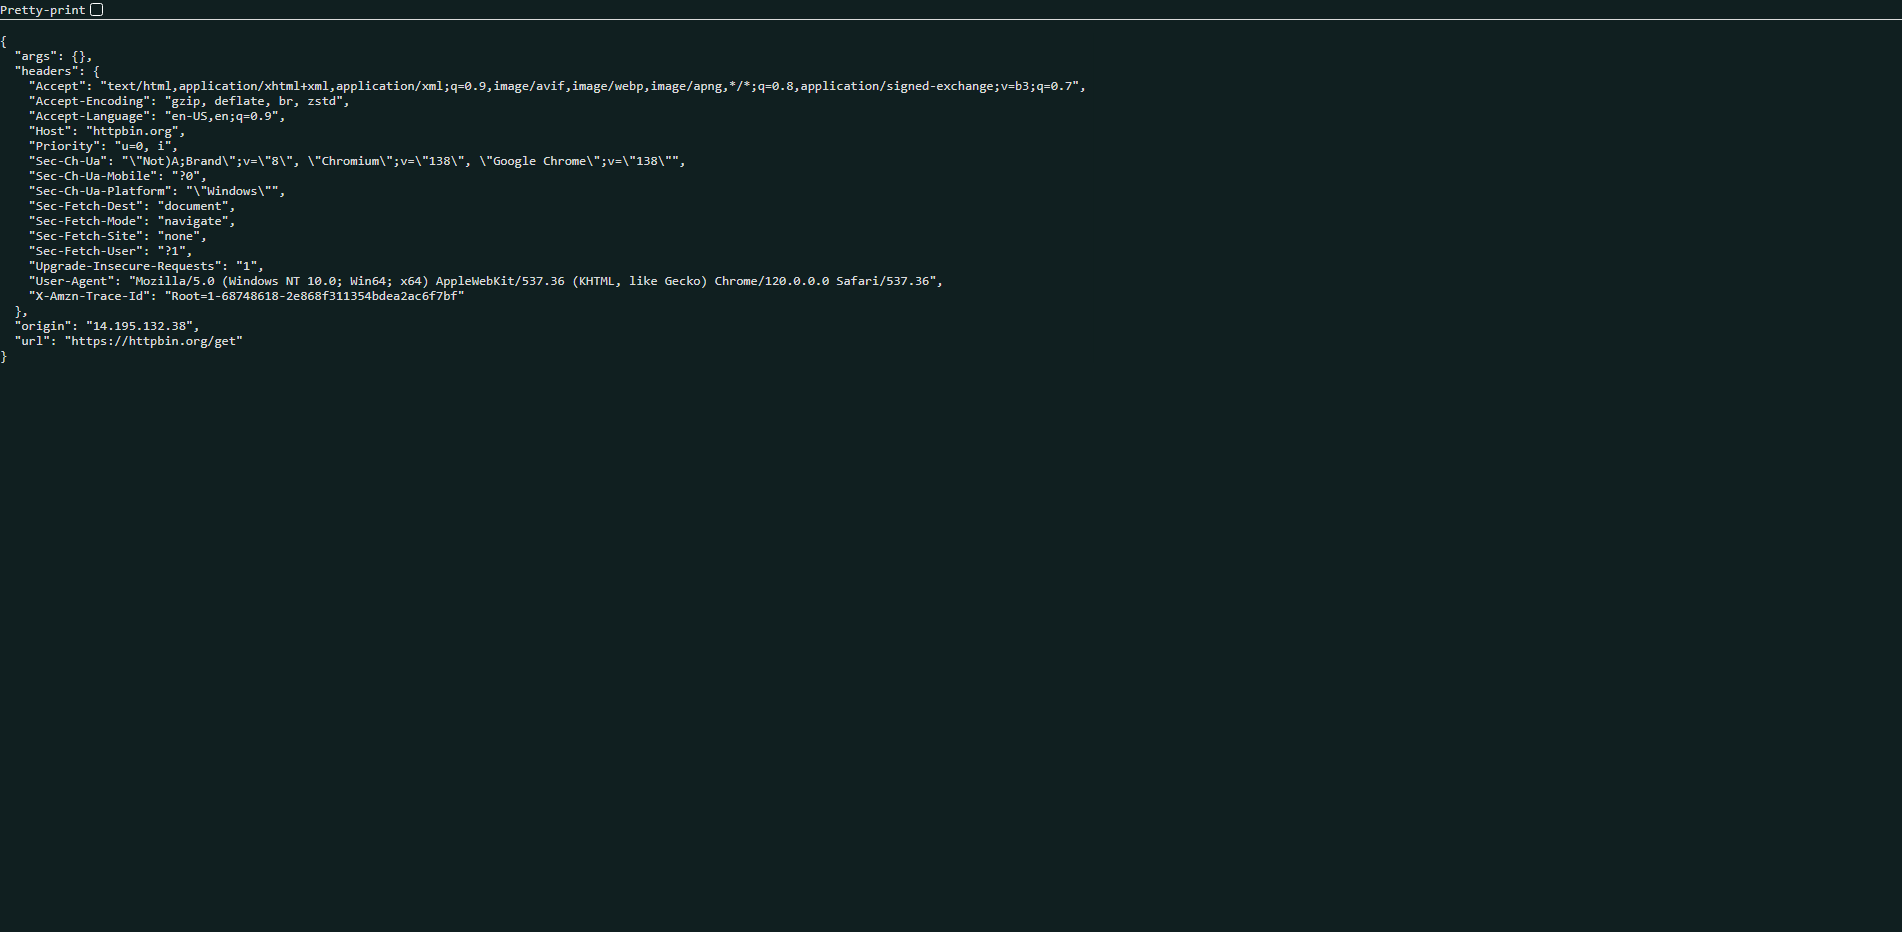 Pretty-print
{
  "args": {},
  "headers": {
    "Accept": "text/html,application/xhtml+xml,application/xml;q=0.9,image/avif,image/webp,image/apng,*/*;q=0.8,application/signed-exchange;v=b3;q=0.7",
    "Accept-Encoding": "gzip, deflate, br, zstd",
    "Accept-Language": "en-US,en;q=0.9",
    "Host": "httpbin.org",
    "Priority": "u=0, i",
    "Sec-Ch-Ua": "\"Not)A;Brand\";v=\"8\", \"Chromium\";v=\"138\", \"Google Chrome\";v=\"138\"",
    "Sec-Ch-Ua-Mobile": "?0",
    "Sec-Ch-Ua-Platform": "\"Windows\"",
    "Sec-Fetch-Dest": "document",
    "Sec-Fetch-Mode": "navigate",
    "Sec-Fetch-Site": "none",
    "Sec-Fetch-User": "?1",
    "Upgrade-Insecure-Requests": "1",
    "User-Agent": "Mozilla/5.0 (Windows NT 10.0; Win64; x64) AppleWebKit/537.36 (KHTML, like Gecko) Chrome/120.0.0.0 Safari/537.36",
    "X-Amzn-Trace-Id": "Root=1-68748618-2e868f311354bdea2ac6f7bf"
  },
  "origin": "14.195.132.38",
  "url": "https://httpbin.org/get"
}